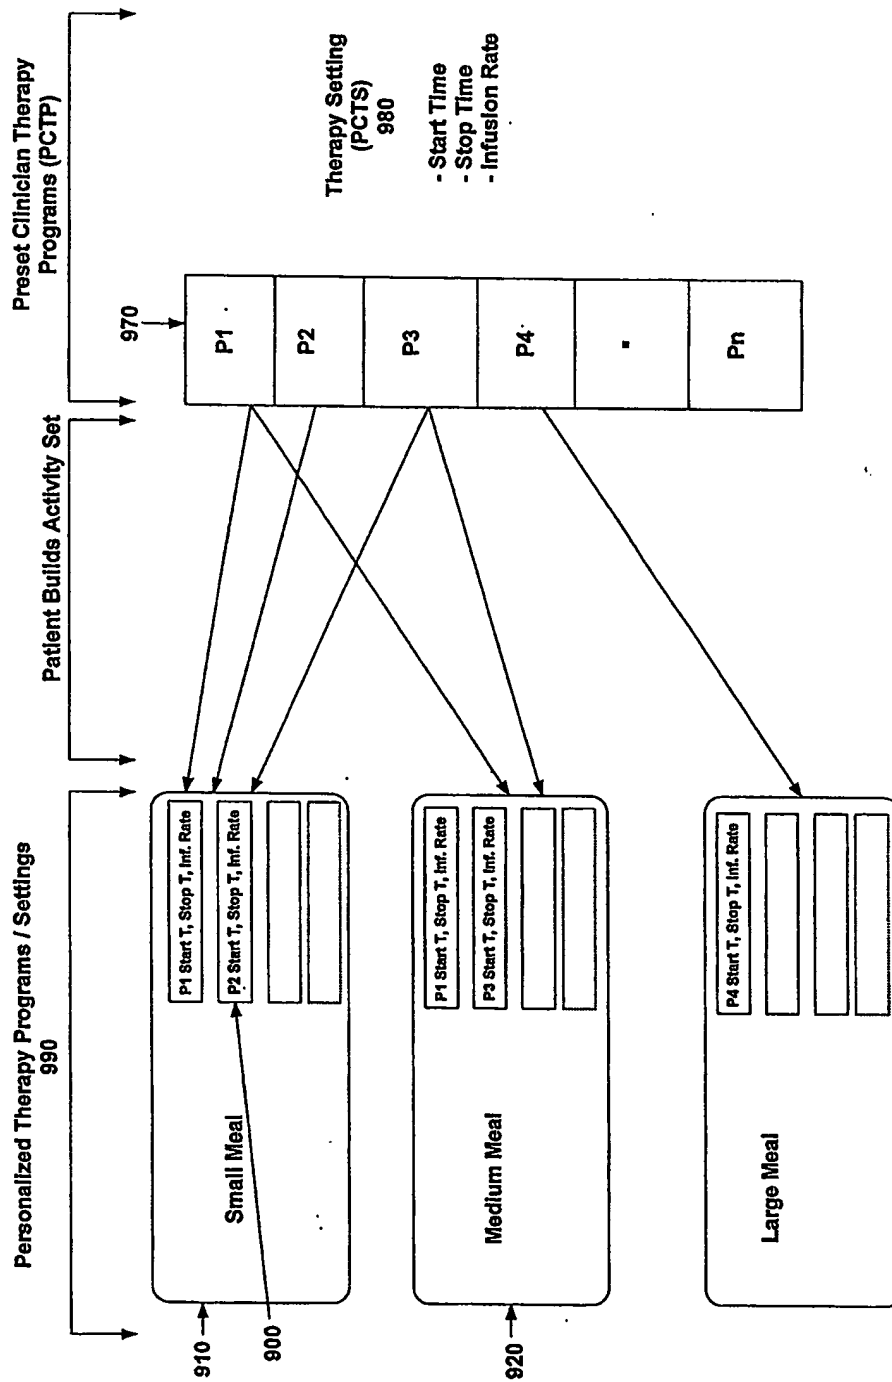 Personalized Therapy Programs / Settings
990
Patient Builds Activity Set
Preset Clinician Therapy
Programs (PCTP)
910
900
Small Meal
P1 Start T, Stop T, Inf. Rate
P2 Start T, Stop T, Inf. Rate
920
Medium Meal
P1 Start T, Stop T, Inf. Rate
P3 Start T, Stop T, Inf. Rate
Large Meal
P4 Start T, Stop T, Inf. Rate
970
P1
P2
P3
P4
Pn
Therapy Setting
(PCTS)
980
- Start Time
- Stop Time
- Infusion Rate